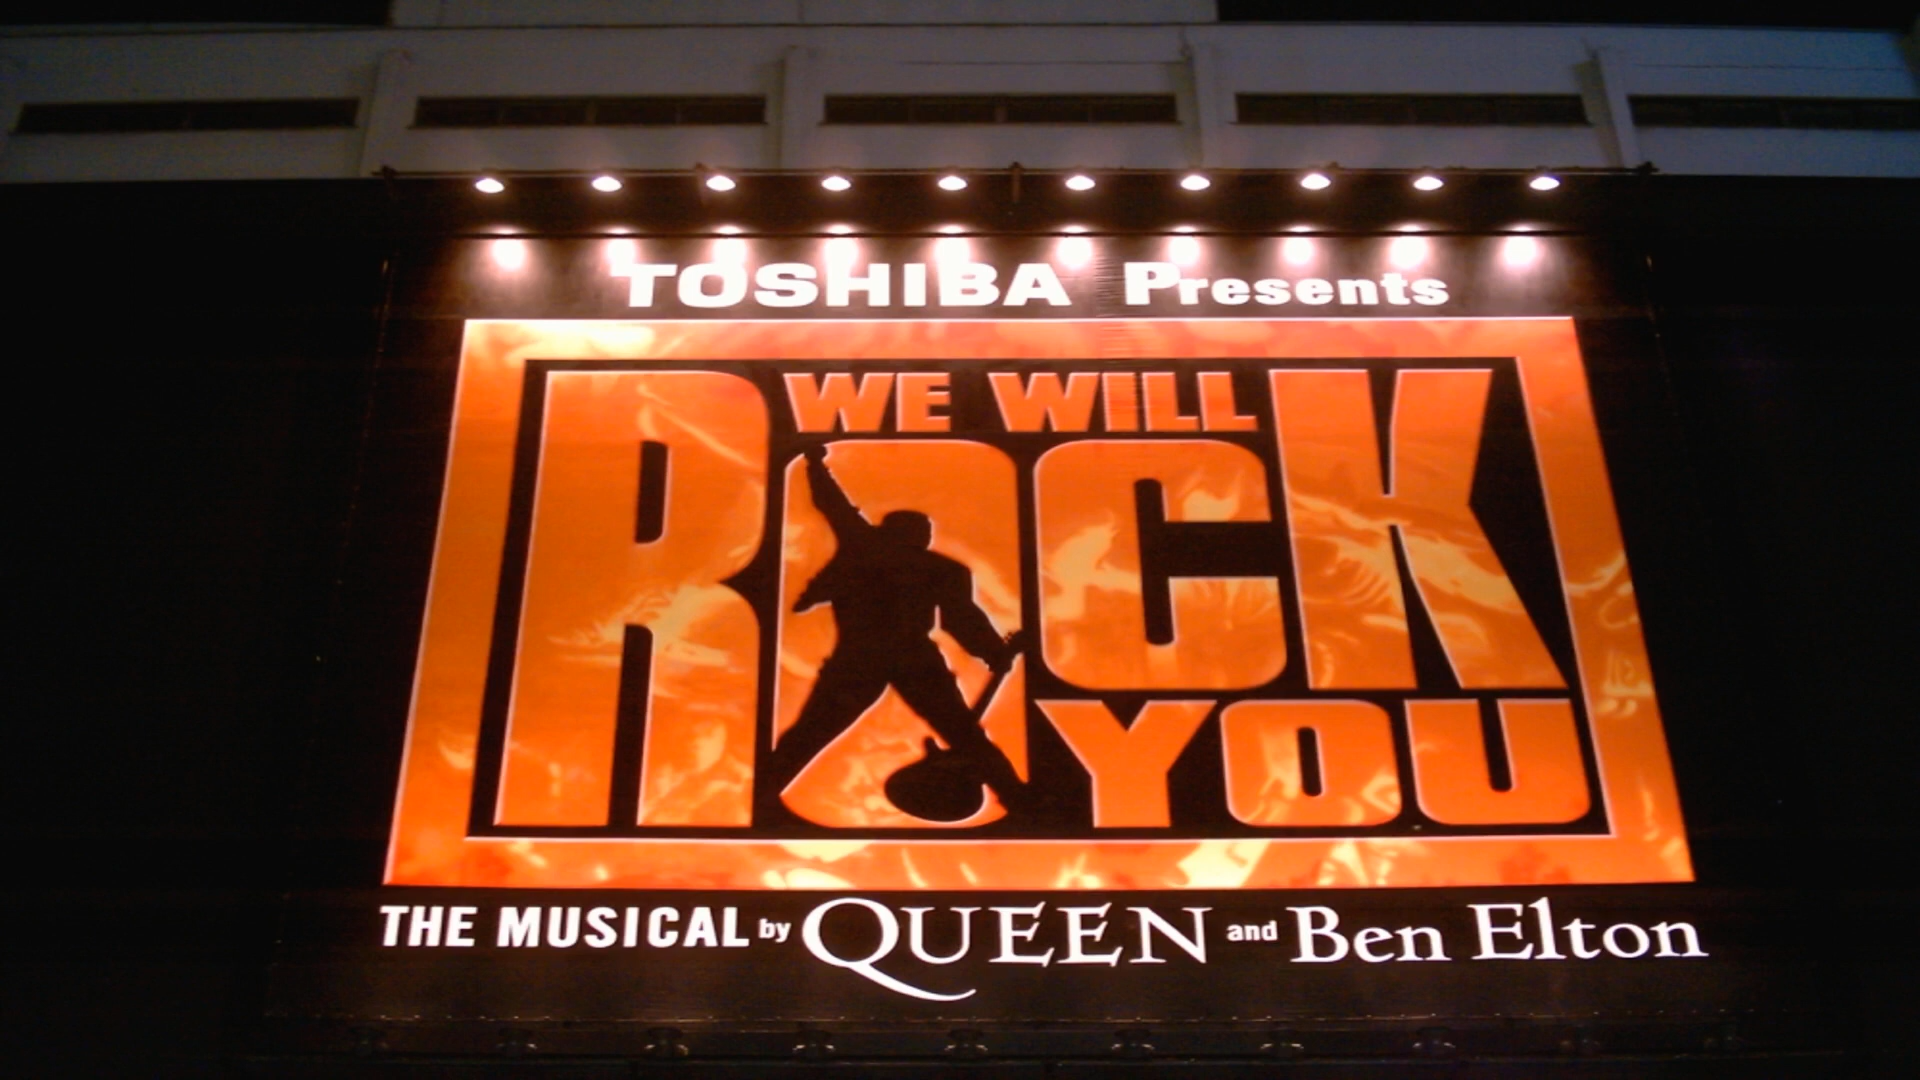 TOSHIBA Presents
WE WILL
ROCK
YOU
THE MUSICAL by QUEEN and Ben Elton